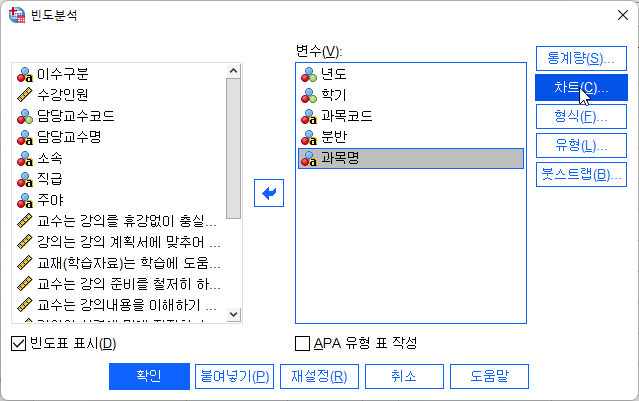 빈도분석
변수(V):
이수구분
수강인원
담당교수코드
담당교수명
소속
직급
주야
교수는 강의를 휴강없이 충실...
강의는 강의 계획서에 맞추어 ...
교재(학습자료)는 학습에 도움...
교수는 강의 준비를 철저히 하...
교수는 강의내용을 이해하기 ...
년도
학기
과목코드
분반
과목명
통계량(S)...
차트(C)...
형식(F)...
유형(L)...
붓스트랩(B)...
빈도표 표시(D)
APA 유형 표 작성
확인
붙여넣기(P)
재설정(R)
취소
도움말